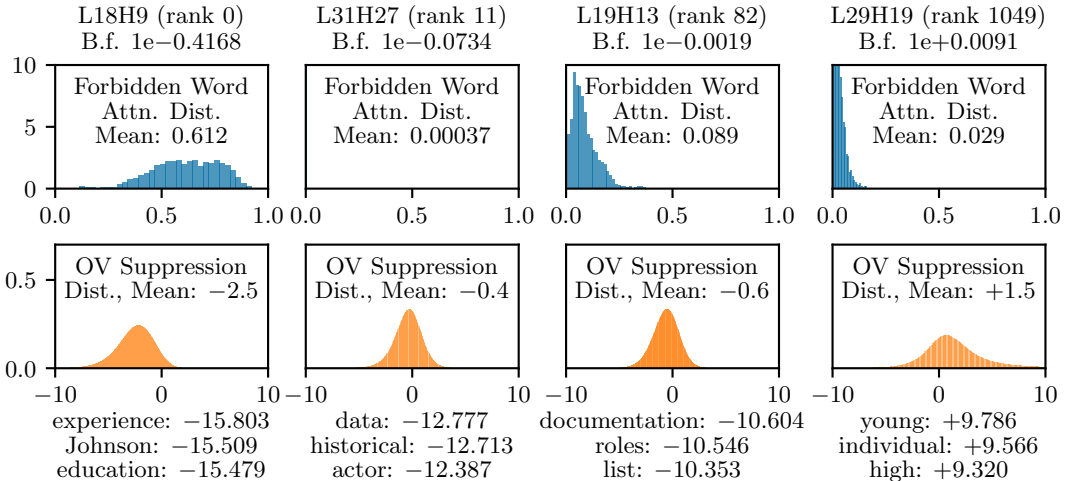 L18H9 (rank 0) L31H27 (rank 11) L19H13 (rank 82) L29H19 (rank 1049)
B.f. 1e−0.4168 B.f. 1e−0.0734 B.f. 1e−0.0019 B.f. 1e+0.0091
10
5
0
Forbidden Word
Attn. Dist.
Mean: 0.612
0.0 0.5 1.0
Forbidden Word
Attn. Dist.
Mean: 0.00037
0.0 0.5 1.0
Forbidden Word
Attn. Dist.
Mean: 0.089
0.0 0.5 1.0
Forbidden Word
Attn. Dist.
Mean: 0.029
0.0 0.5 1.0
0.5
0.0
OV Suppression
Dist., Mean: −2.5
−10 0 10
OV Suppression
Dist., Mean: −0.4
−10 0 10
OV Suppression
Dist., Mean: −0.6
−10 0 10
OV Suppression
Dist., Mean: +1.5
−10 0 10
experience: −15.803
Johnson: −15.509
education: −15.479
data: −12.777
historical: −12.713
actor: −12.387
documentation: −10.604
roles: −10.546
list: −10.353
young: +9.786
individual: +9.566
high: +9.320